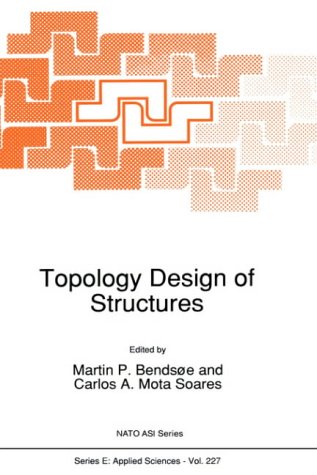 Topology Design of
Structures
Edited by
Martin P. Bendsøe and
Carlos A. Mota Soares
NATO ASI Series
Series E: Applied Sciences - Vol. 227